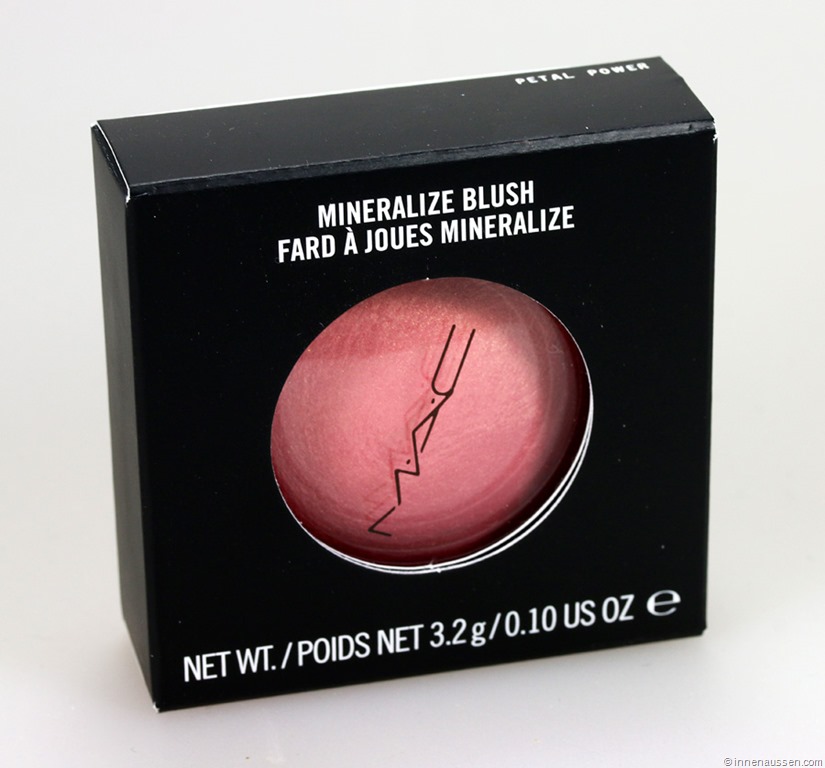 PETAL POWER
MINERALIZE BLUSH
FARD À JOUES MINERALIZE
M·A·C
NET WT. / POIDS NET 3.2 g / 0.10 US OZ ℮
© innenaussen.com